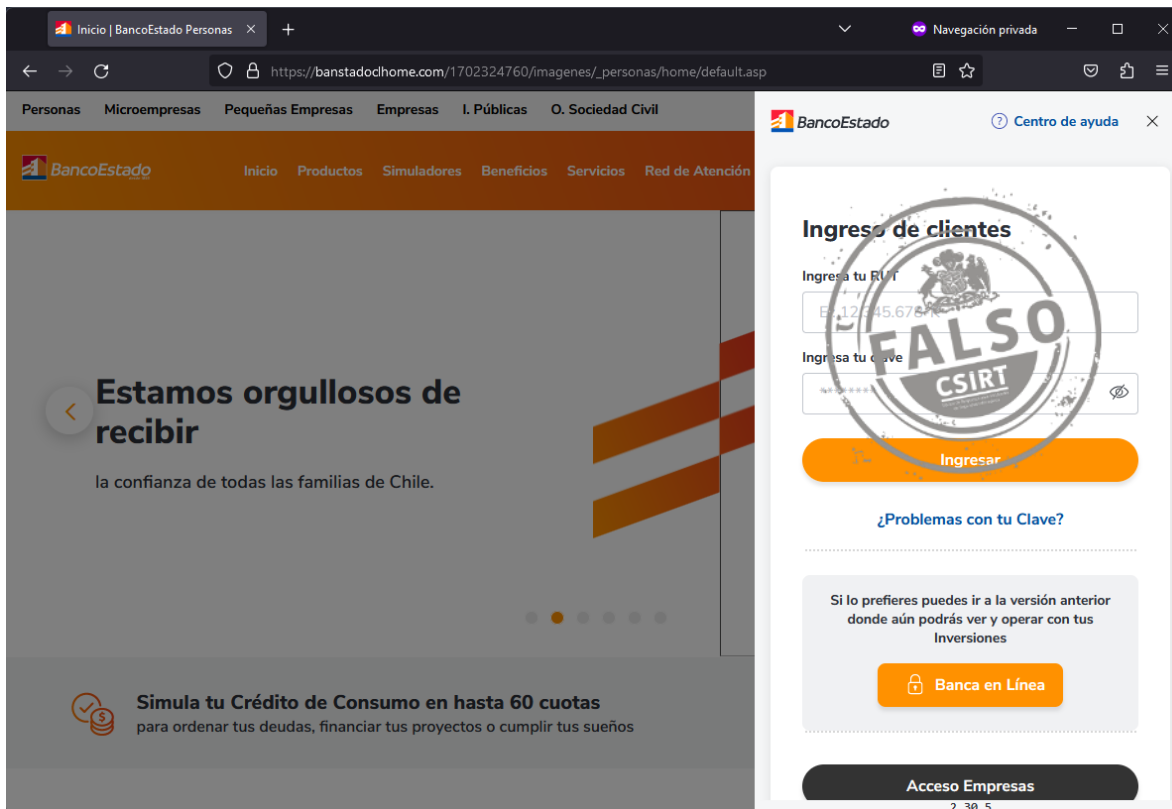 Inicio | BancoEstado Personas
Navegación privada
https://banstadoclhome.com/1702324760/imagenes/_personas/home/default.asp
Personas Microempresas Pequeñas Empresas Empresas I. Públicas O. Sociedad Civil
BancoEstado
Inicio Productos Simuladores Beneficios Servicios Red de Atención
Estamos orgullosos de
recibir
la confianza de todas las familias de Chile.
Simula tu Crédito de Consumo en hasta 60 cuotas
para ordenar tus deudas, financiar tus proyectos o cumplir tus sueños
BancoEstado
Centro de ayuda
Ingreso de clientes
Ingresa tu RUT
Ingresa tu clave
FALSO
CSIRT
Ingresar
¿Problemas con tu Clave?
Si lo prefieres puedes ir a la versión anterior
donde aún podrás ver y operar con tus
Inversiones
Banca en Línea
Acceso Empresas
2.30.5